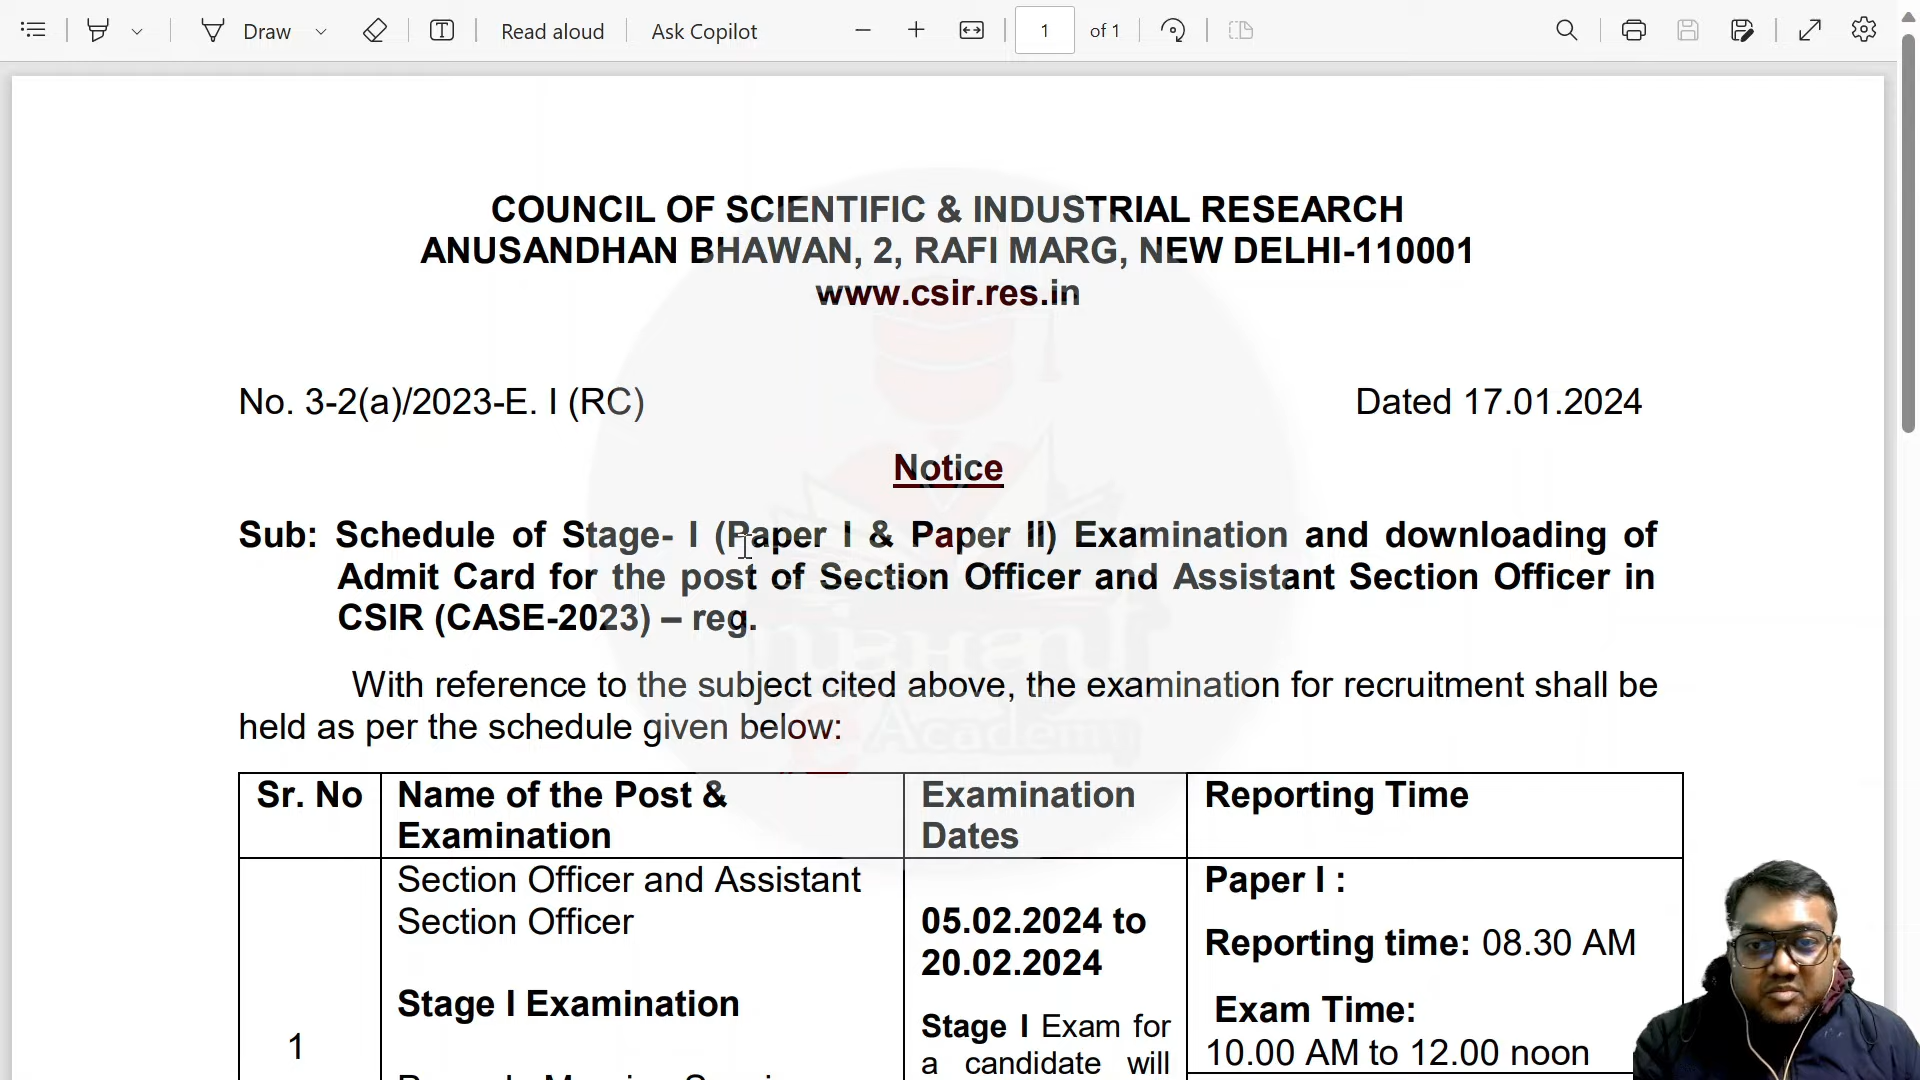 Draw
Read aloud
Ask Copilot
1
of 1
COUNCIL OF SCIENTIFIC & INDUSTRIAL RESEARCH
ANUSANDHAN BHAWAN, 2, RAFI MARG, NEW DELHI-110001
www.csir.res.in
No. 3-2(a)/2023-E. I (RC) Dated 17.01.2024
Notice
Sub: Schedule of Stage- I (Paper I & Paper II) Examination and downloading of
Admit Card for the post of Section Officer and Assistant Section Officer in
CSIR (CASE-2023) – reg.
With reference to the subject cited above, the examination for recruitment shall be
held as per the schedule given below:
Sr. No
Name of the Post &
Examination
Examination
Dates
Reporting Time
1
Section Officer and Assistant
Section Officer
Stage I Examination
05.02.2024 to
20.02.2024
Stage I Exam for
a candidate will
Paper I :
Reporting time: 08.30 AM
Exam Time:
10.00 AM to 12.00 noon
Academy